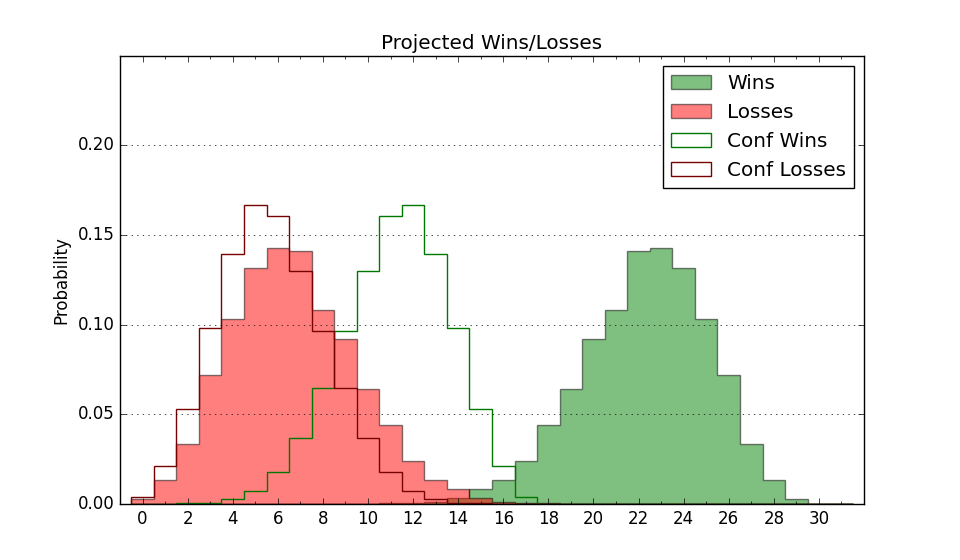 Projected Wins/Losses
Wins
Losses
Conf Wins
Conf Losses
Probability
0.20
0.15
0.10
0.05
0.00
0 2 4 6 8 10 12 14 16 18 20 22 24 26 28 30